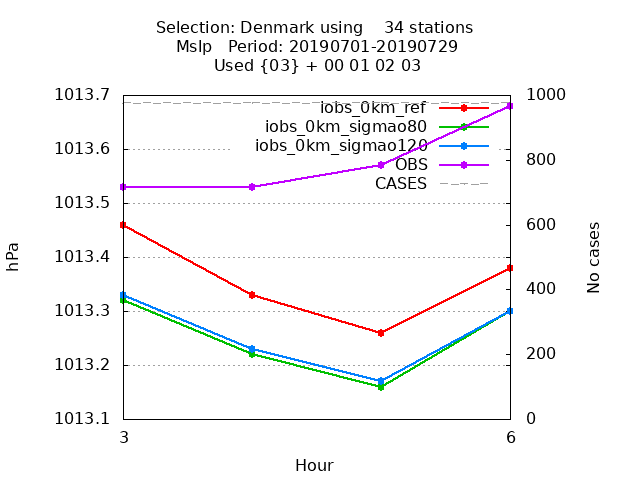 Selection: Denmark using    34 stations
Mslp   Period: 20190701-20190729
Used {03} + 00 01 02 03
1013.7
1013.6
1013.5
1013.4
1013.3
1013.2
1013.1
hPa
iobs_0km_ref
iobs_0km_sigmao80
iobs_0km_sigmao120
OBS
CASES
1000
800
600
400
200
0
No cases
3
6
Hour